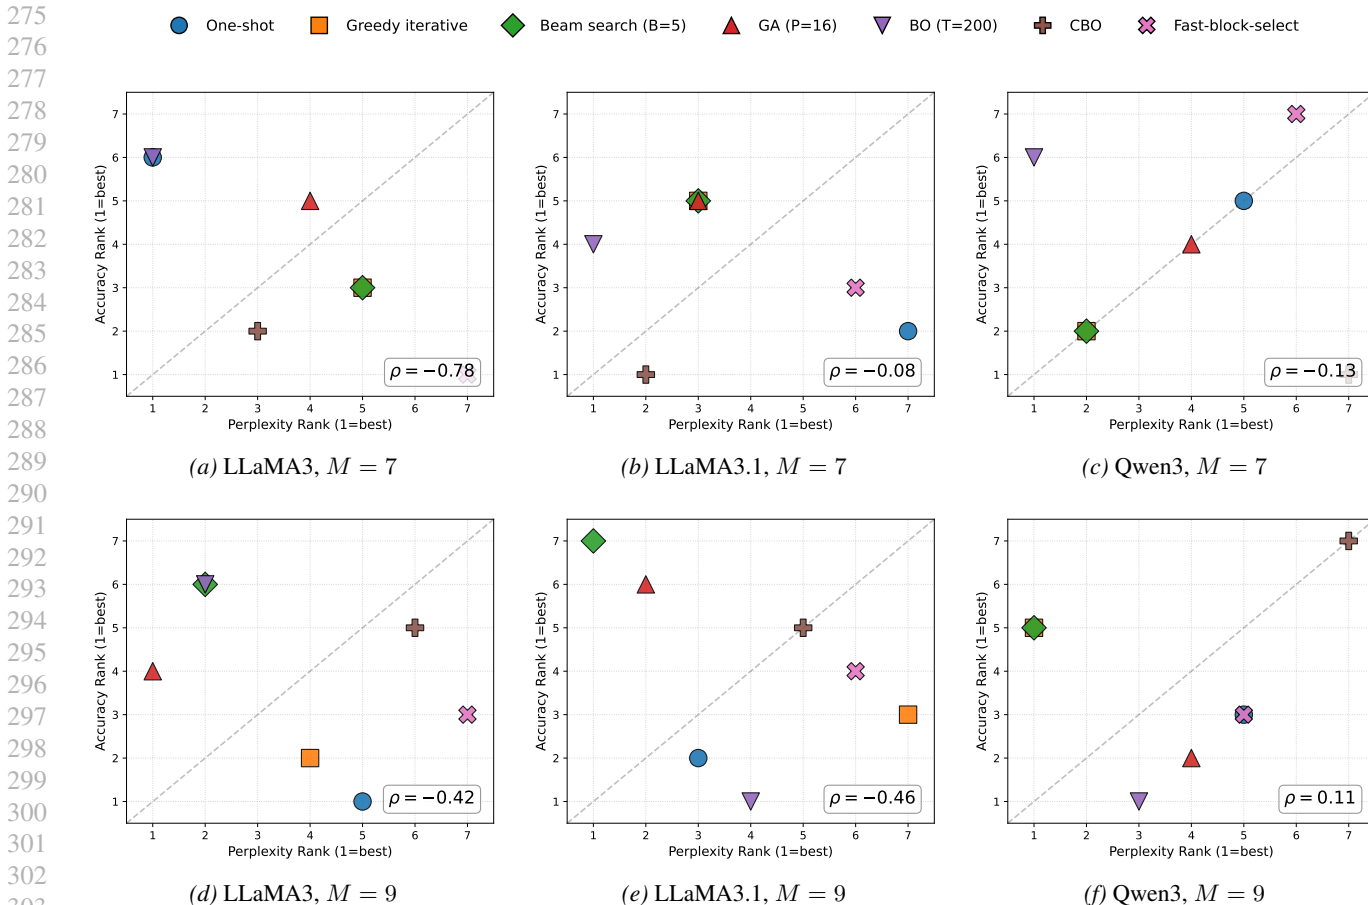 275
276
277
278
279
280
281
282
283
284
285
286
287
288
289
290
291
292
293
294
295
296
297
298
299
300
301
302
One-shot Greedy iterative Beam search (B=5) GA (P=16) BO (T=200) CBO Fast-block-select
Accuracy Rank (1=best)
7
6
5
4
3
2
1
ρ = −0.78
1 2 3 4 5 6 7
Perplexity Rank (1=best)
(a) LLaMA3, M = 7
Accuracy Rank (1=best)
7
6
5
4
3
2
1
ρ = −0.08
1 2 3 4 5 6 7
Perplexity Rank (1=best)
(b) LLaMA3.1, M = 7
Accuracy Rank (1=best)
7
6
5
4
3
2
1
ρ = −0.13
1 2 3 4 5 6 7
Perplexity Rank (1=best)
(c) Qwen3, M = 7
Accuracy Rank (1=best)
7
6
5
4
3
2
1
ρ = −0.42
1 2 3 4 5 6 7
Perplexity Rank (1=best)
(d) LLaMA3, M = 9
Accuracy Rank (1=best)
7
6
5
4
3
2
1
ρ = −0.46
1 2 3 4 5 6 7
Perplexity Rank (1=best)
(e) LLaMA3.1, M = 9
Accuracy Rank (1=best)
7
6
5
4
3
2
1
ρ = 0.11
1 2 3 4 5 6 7
Perplexity Rank (1=best)
(f) Qwen3, M = 9